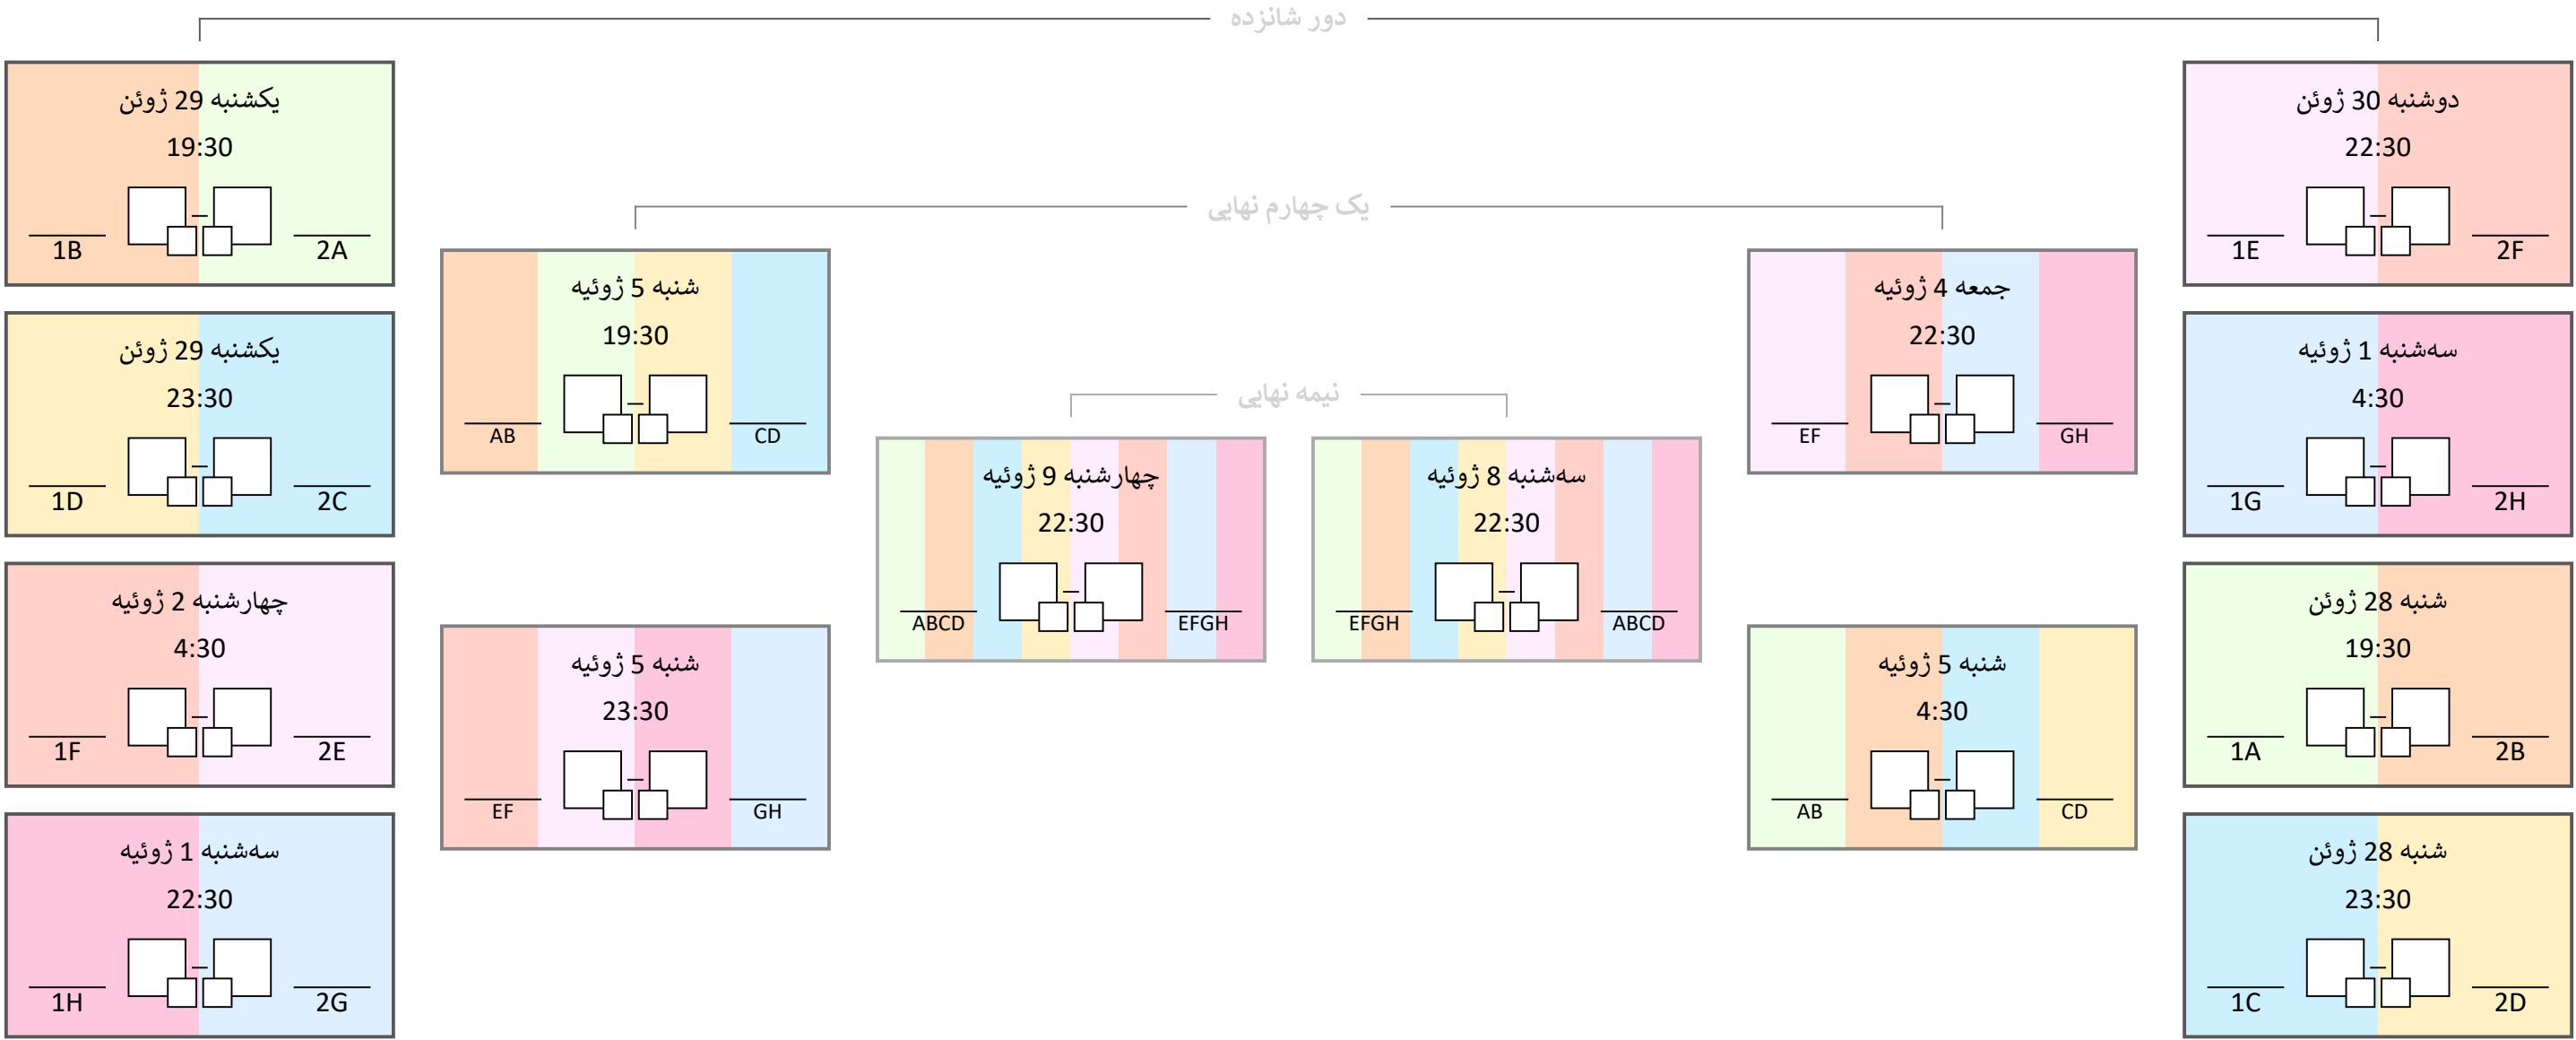 دور شانزده
یکشنبه 29 ژوئن
19:30
1B
–
2A
یکشنبه 29 ژوئن
23:30
1D
–
2C
چهارشنبه 2 ژوئیه
4:30
1F
–
2E
سه‌شنبه 1 ژوئیه
22:30
1H
–
2G
یک چهارم نهایی
شنبه 5 ژوئیه
19:30
AB
–
CD
شنبه 5 ژوئیه
23:30
EF
–
GH
نیمه نهایی
چهارشنبه 9 ژوئیه
22:30
ABCD
–
EFGH
سه‌شنبه 8 ژوئیه
22:30
EFGH
–
ABCD
جمعه 4 ژوئیه
22:30
EF
–
GH
شنبه 5 ژوئیه
4:30
AB
–
CD
دوشنبه 30 ژوئن
22:30
1E
–
2F
سه‌شنبه 1 ژوئیه
4:30
1G
–
2H
شنبه 28 ژوئن
19:30
1A
–
2B
شنبه 28 ژوئن
23:30
1C
–
2D